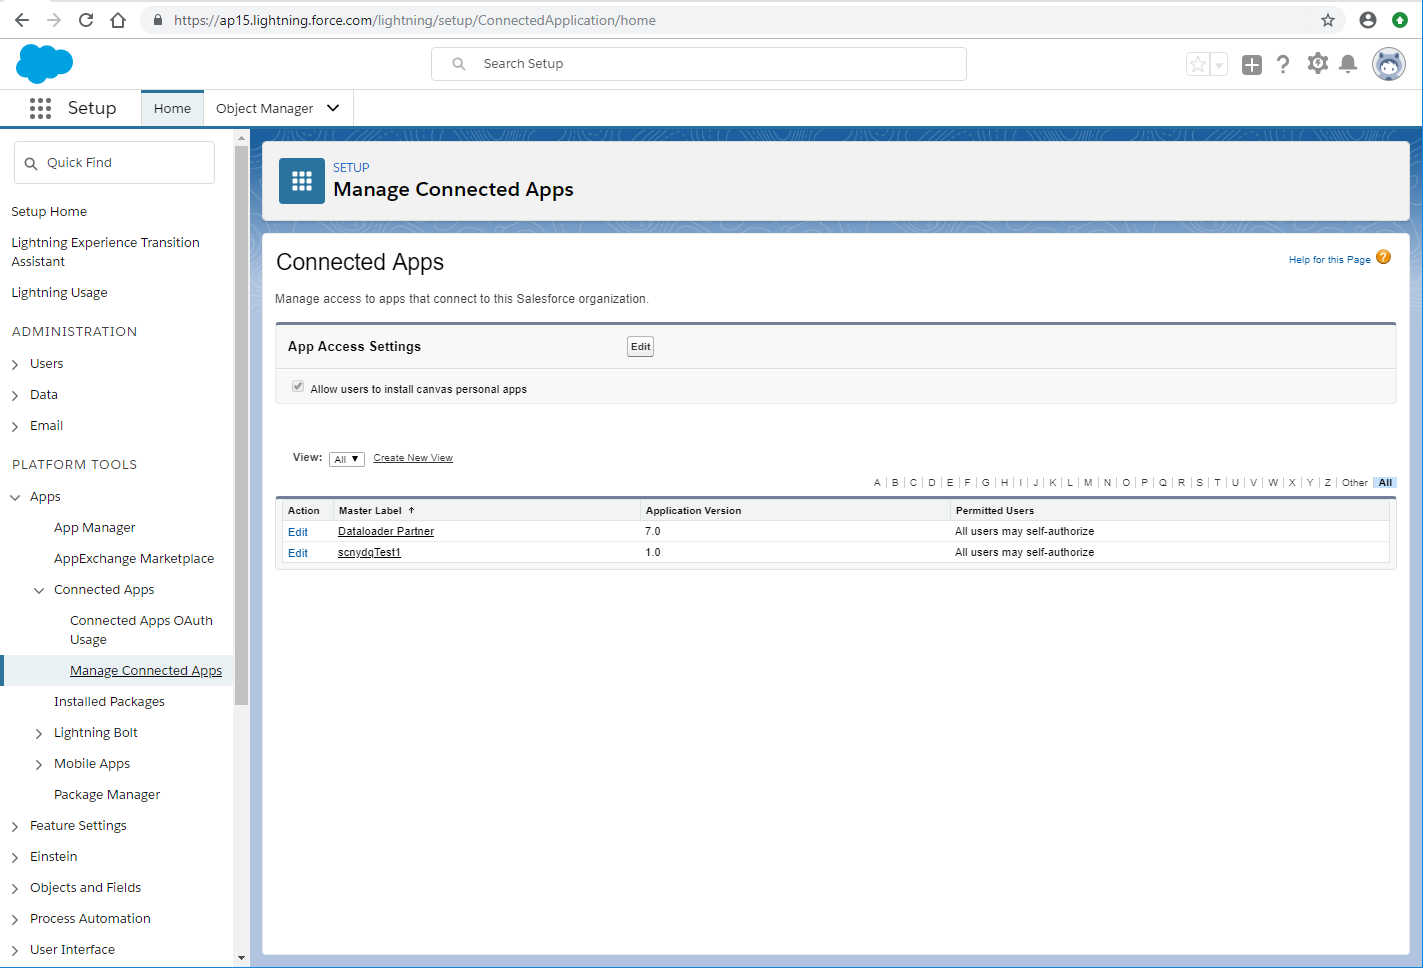 https://ap15.lightning.force.com/lightning/setup/ConnectedApplication/home
Search Setup
Setup
Home
Object Manager
Quick Find
Setup Home
Lightning Experience Transition
Assistant
Lightning Usage
ADMINISTRATION
Users
Data
Email
PLATFORM TOOLS
Apps
App Manager
AppExchange Marketplace
Connected Apps
Connected Apps OAuth
Usage
Manage Connected Apps
Installed Packages
Lightning Bolt
Mobile Apps
Package Manager
Feature Settings
Einstein
Objects and Fields
Process Automation
User Interface
SETUP
Manage Connected Apps
Connected Apps
Help for this Page ?
Manage access to apps that connect to this Salesforce organization.
App Access Settings Edit
Allow users to install canvas personal apps
View: All Create New View
A B C D E F G H I J K L M N O P Q R S T U V W X Y Z Other All
Action Master Label ↑ Application Version Permitted Users
Edit Dataloader Partner 7.0 All users may self-authorize
Edit scnydqTest1 1.0 All users may self-authorize